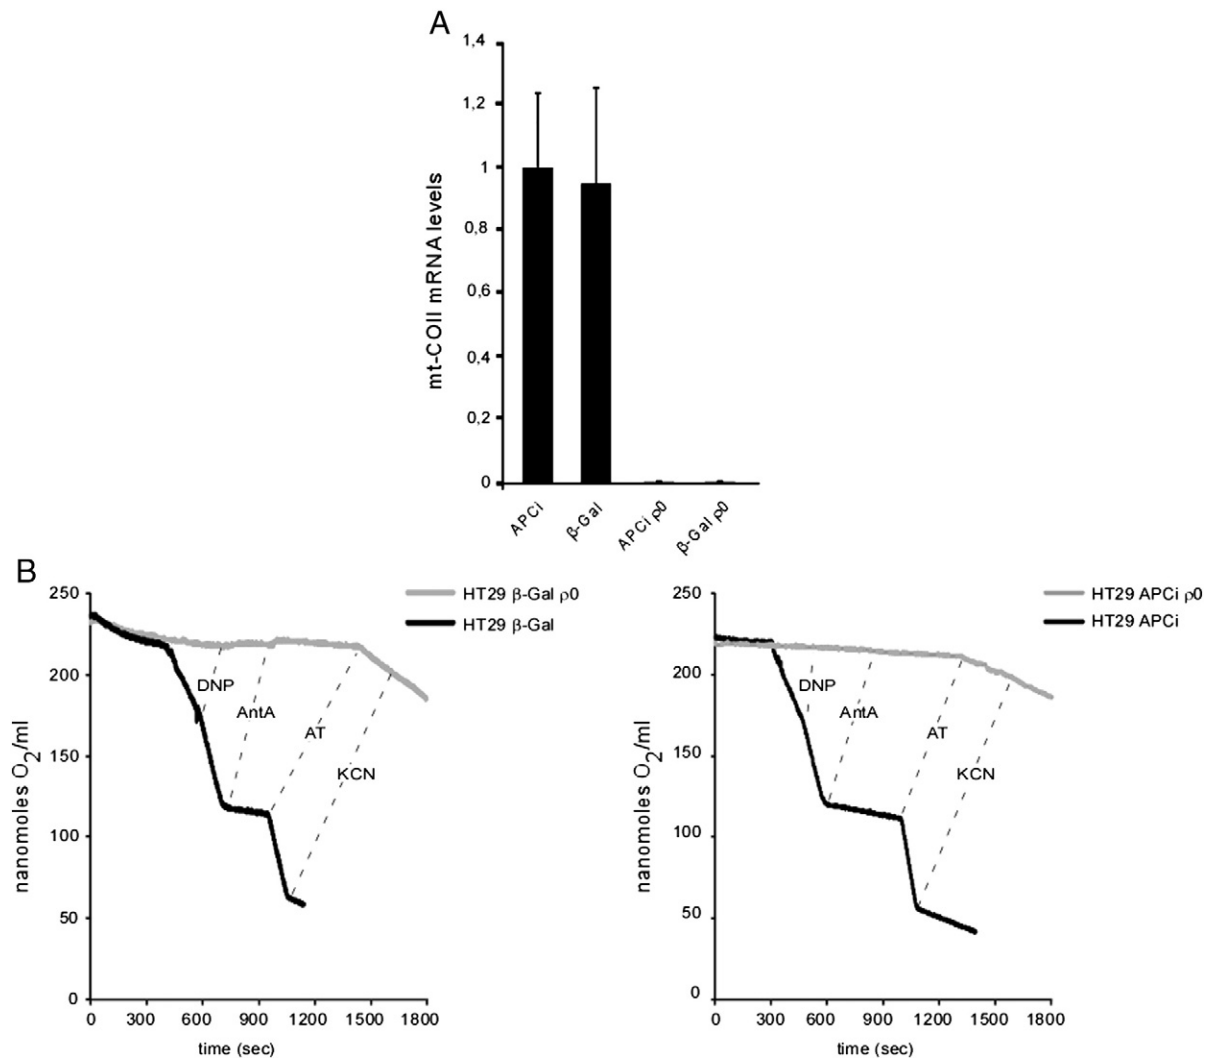 A
1,4
1,2
1
0,8
0,6
0,4
0,2
0
mt-COII mRNA levels
APCi
β-Gal
APCi ρ0
β-Gal ρ0
B
250
200
150
100
50
0
nanomoles O2/ml
HT29 β-Gal ρ0
HT29 β-Gal
DNP
AntA
AT
KCN
0 300 600 900 1200 1500 1800
time (sec)
250
200
150
100
50
0
nanomoles O2/ml
HT29 APCi ρ0
HT29 APCi
DNP
AntA
AT
KCN
0 300 600 900 1200 1500 1800
time (sec)